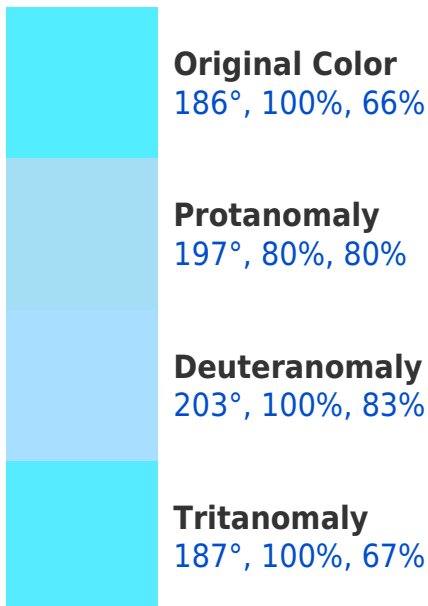 Original Color
186°, 100%, 66%
Protanomaly
197°, 80%, 80%
Deuteranomaly
203°, 100%, 83%
Tritanomaly
187°, 100%, 67%